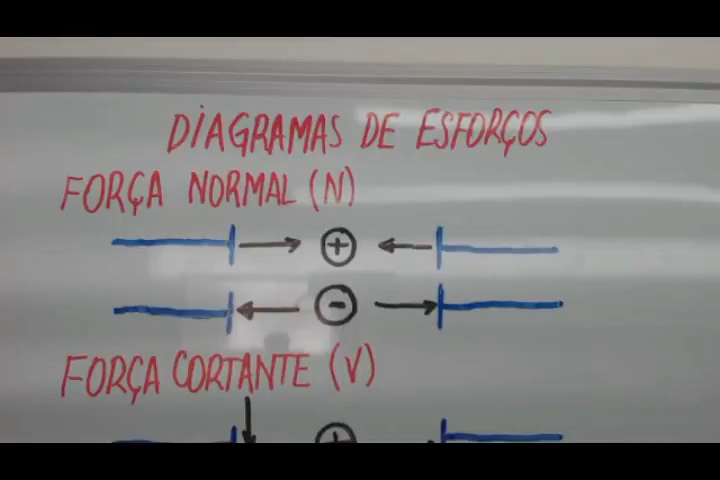 DIAGRAMAS DE ESFORÇOS
FORÇA NORMAL (N)
+
-
FORÇA CORTANTE (V)
+